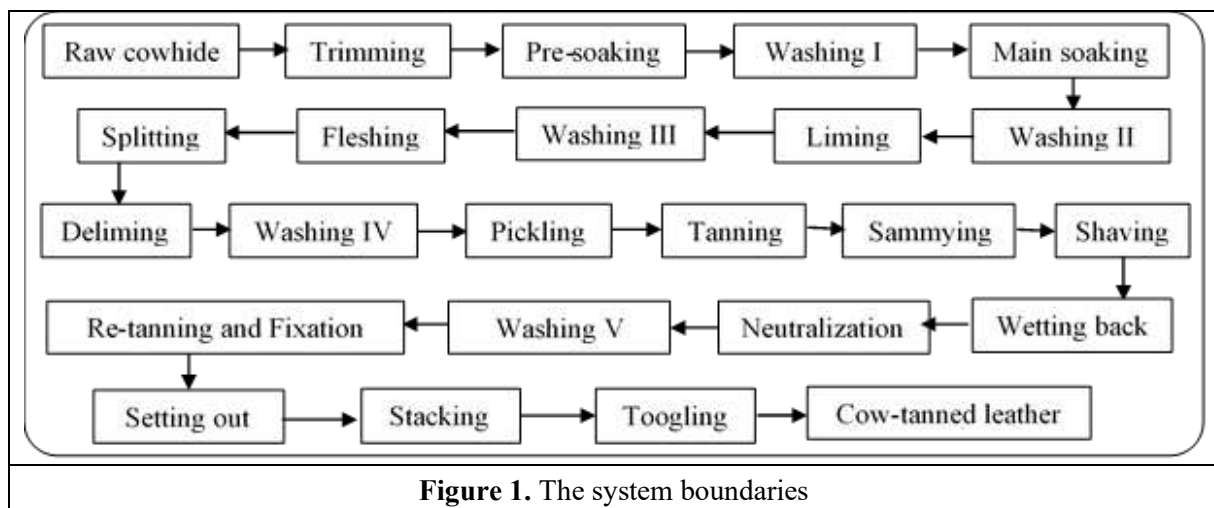 Raw cowhide Trimming Pre-soaking Washing I Main soaking
Splitting Fleshing Washing III Liming Washing II
Deliming Washing IV Pickling Tanning Sammying Shaving
Re-tanning and Fixation Washing V Neutralization Wetting back
Setting out Stacking Toogling Cow-tanned leather
Figure 1. The system boundaries